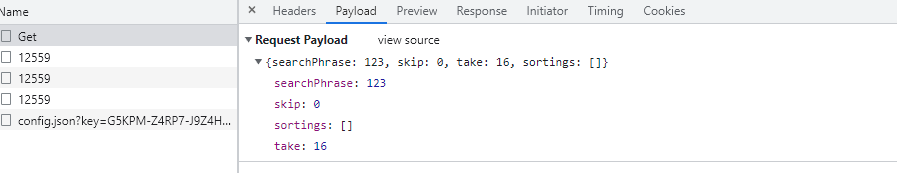 Name
Get
12559
12559
12559
config.json?key=G5KPM-Z4RP7-J9Z4H...
× Headers Payload Preview Response Initiator Timing Cookies
▼ Request Payload view source
▼ {searchPhrase: 123, skip: 0, take: 16, sortings: []}
searchPhrase: 123
skip: 0
sortings: []
take: 16